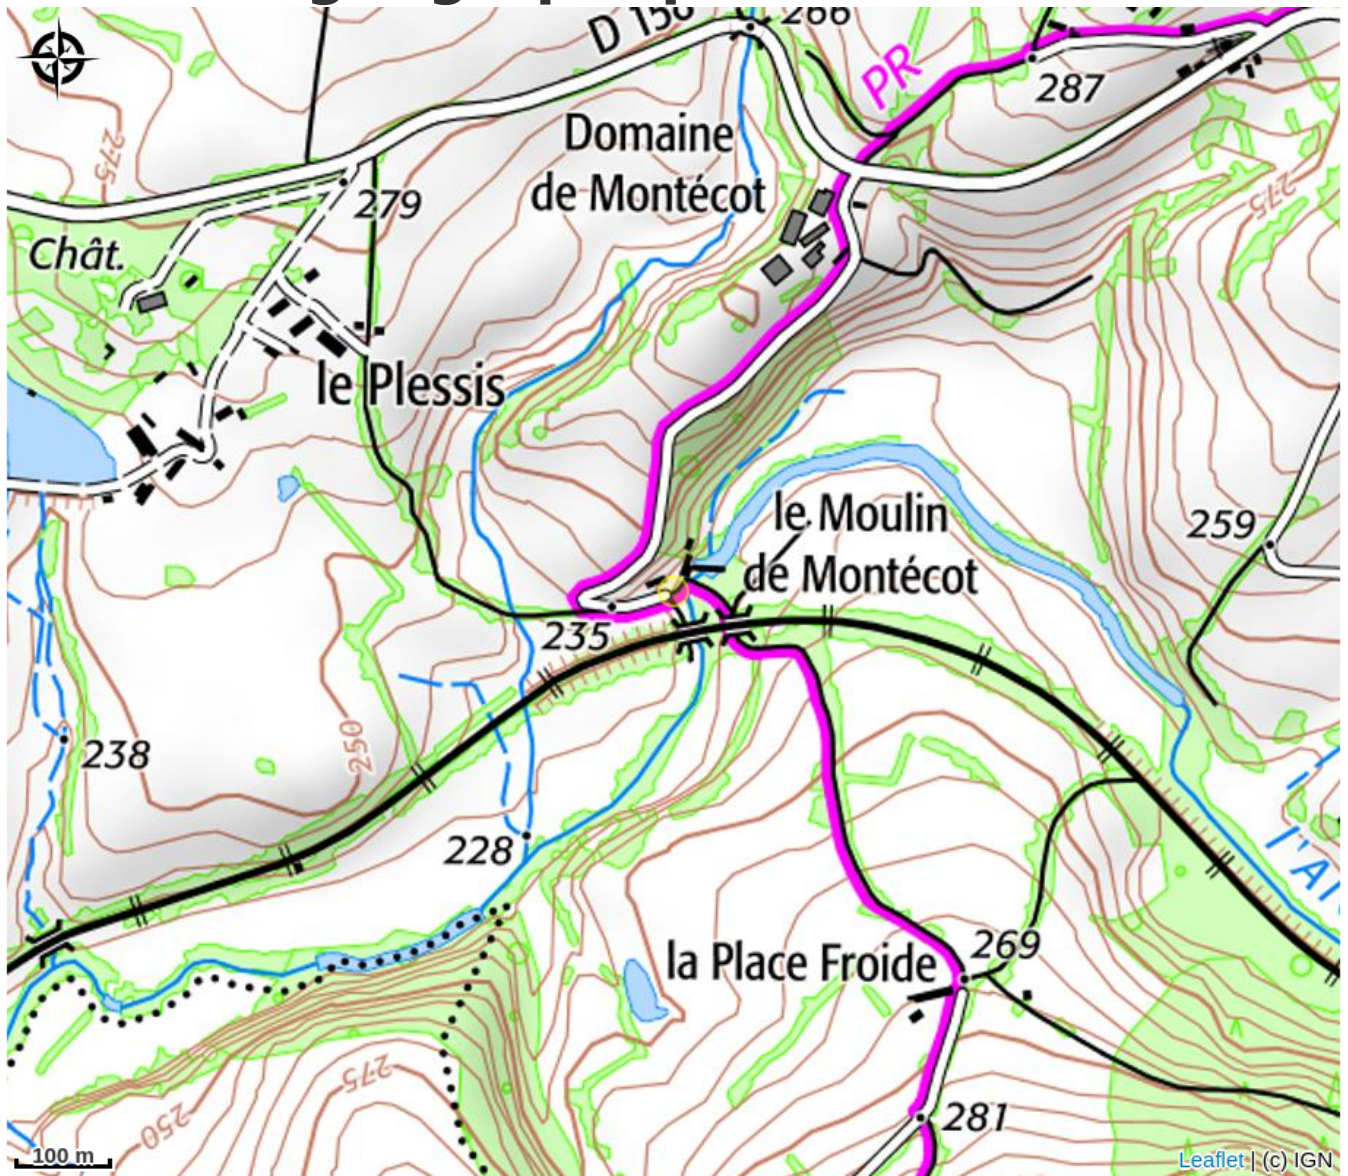 D 156
266
PR
287
Domaine
de Montécot
275
279
275
Chât.
le Plessis
le Moulin
de Montécot
259
235
238
250
228
l'Ar
269
la Place Froide
275
250
281
100 m
Leaflet | (c) IGN